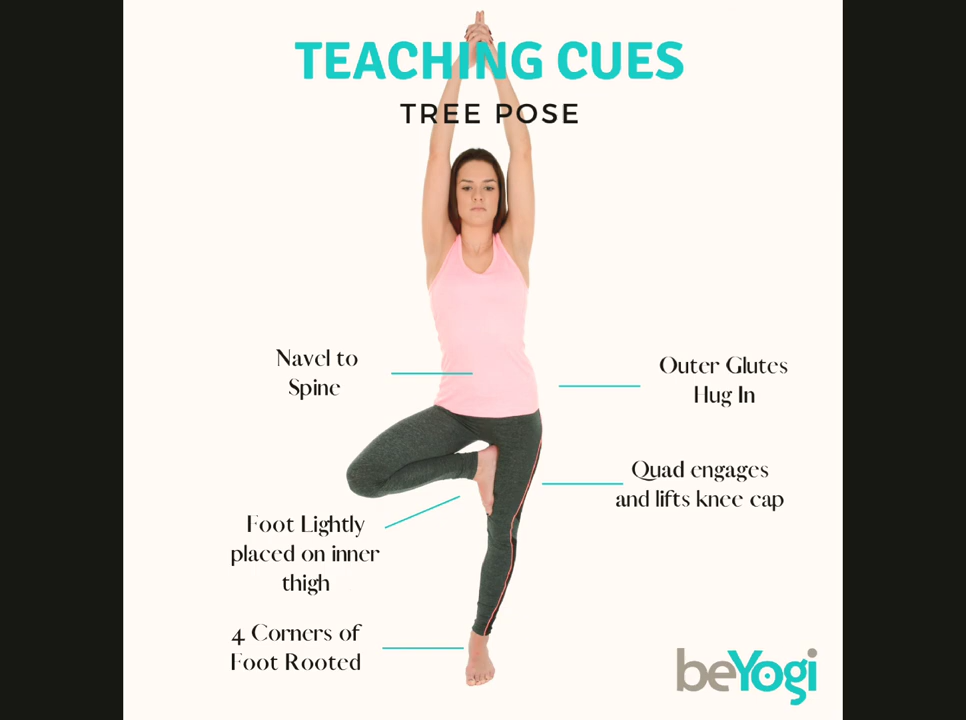 TEACHING CUES
TREE POSE
Navel to
Spine
Outer Glutes
Hug In
Quad engages
and lifts knee cap
Foot Lightly
placed on inner
thigh
4 Corners of
Foot Rooted
beYogi